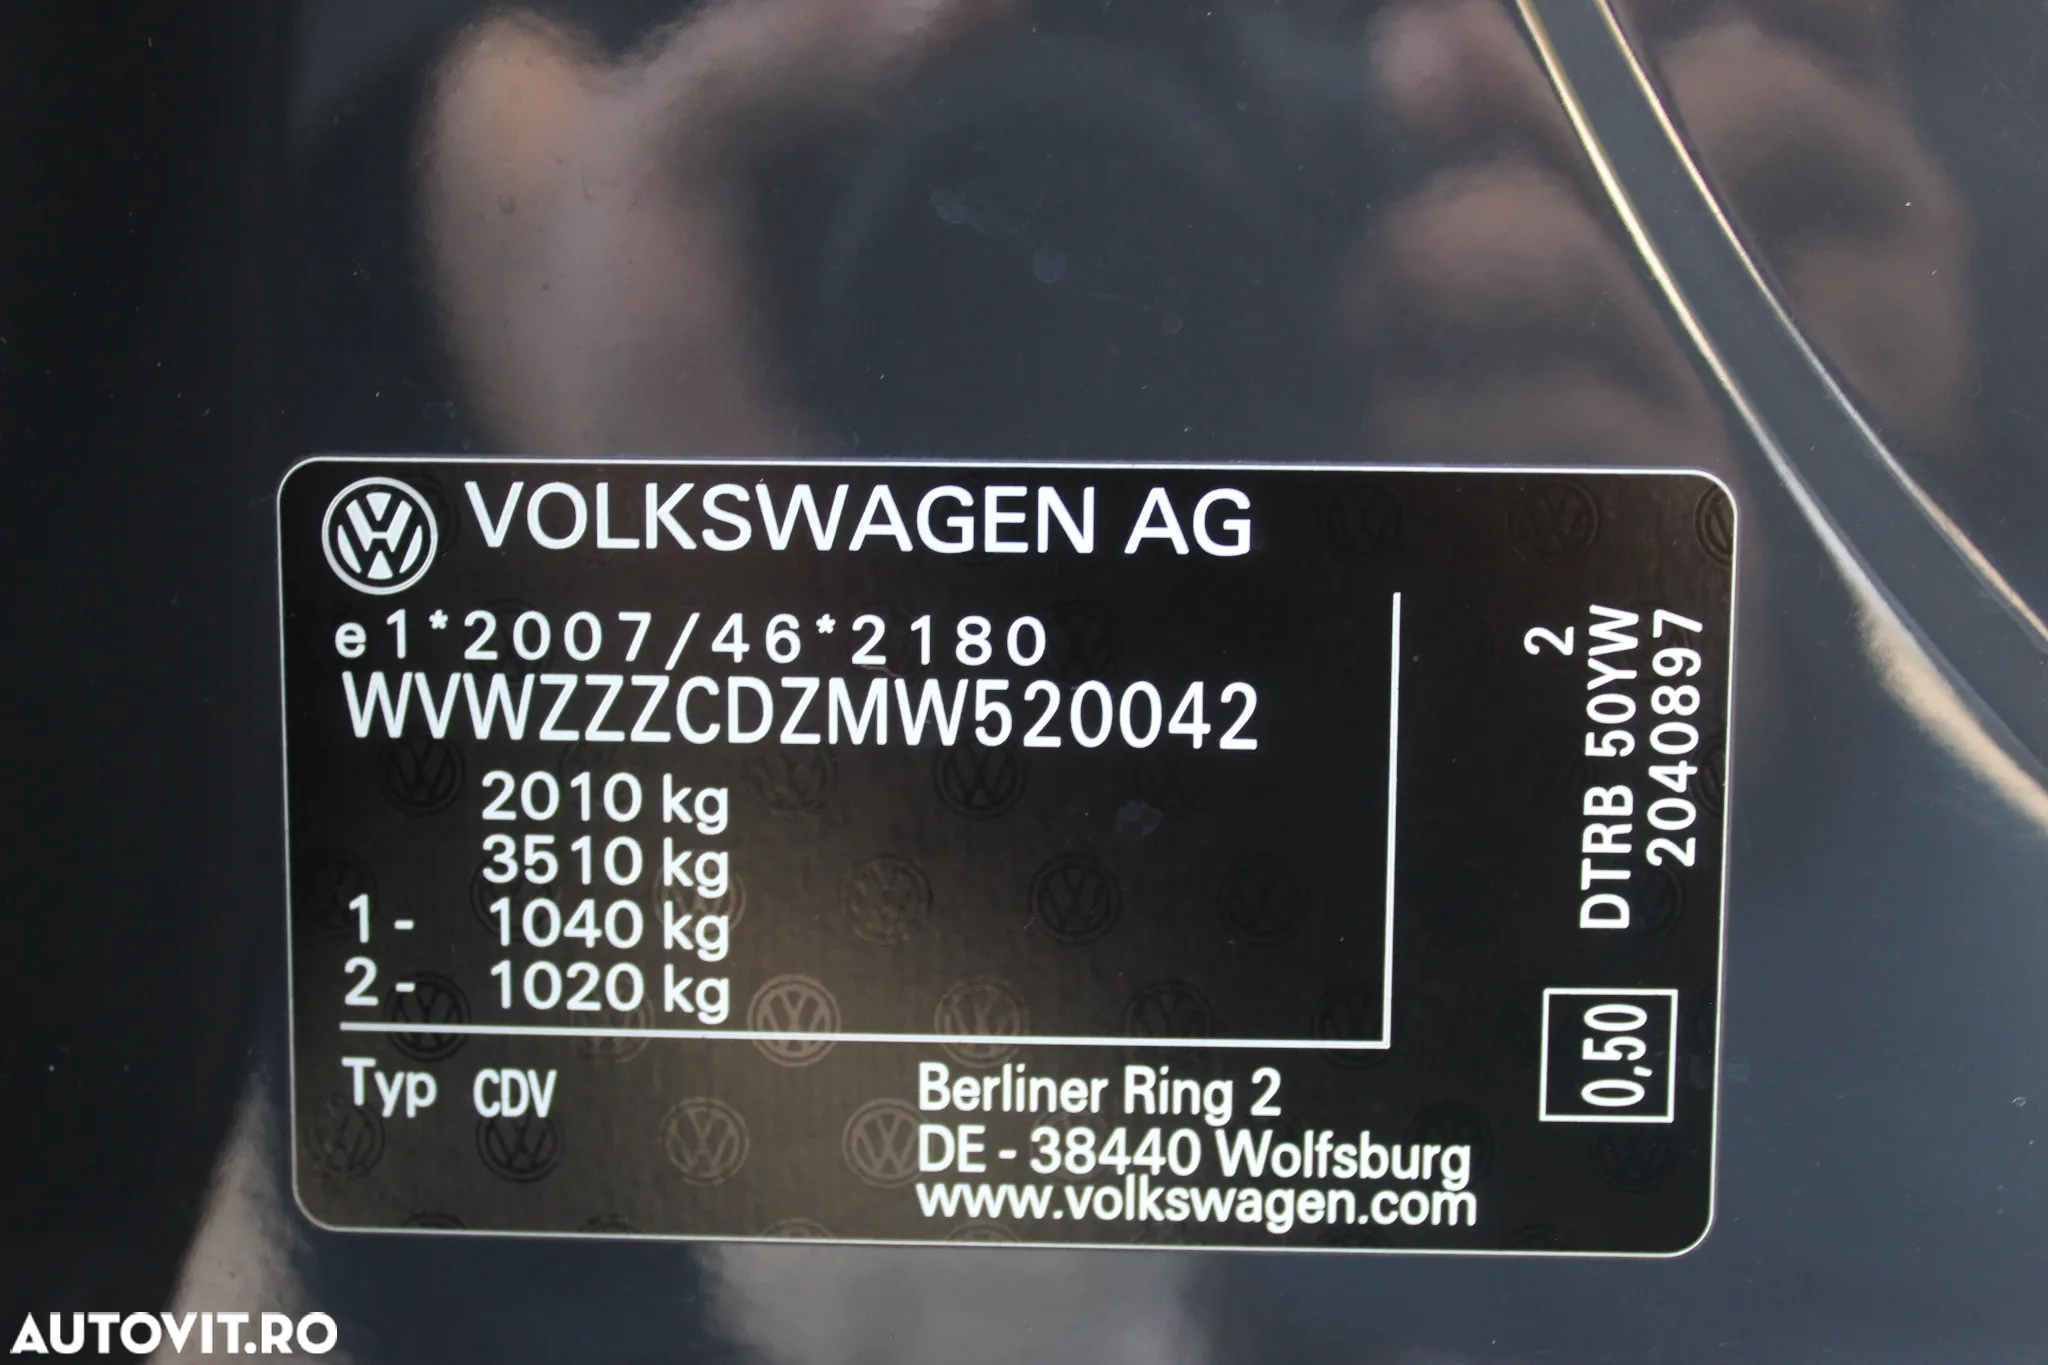 VOLKSWAGEN AG
e1*2007/46*2180
WVWZZZCDZMW520042
2010 kg
3510 kg
1- 1040 kg
2- 1020 kg
Typ CDV
Berliner Ring 2
DE - 38440 Wolfsburg
www.volkswagen.com
2
DTRB 50YW
2040897
0,50
AUTOVIT.RO